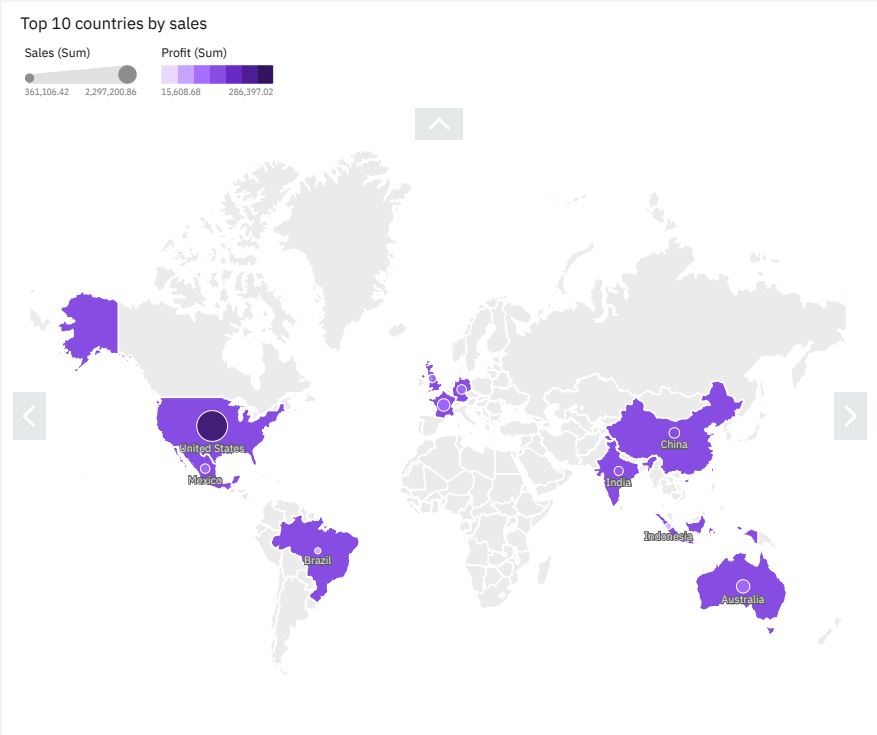 Top 10 countries by sales
Sales (Sum)
Profit (Sum)
361,106.42
2,297,200.86
15,608.68
286,397.02
United States
Mexico
Brazil
China
India
Indonesia
Australia